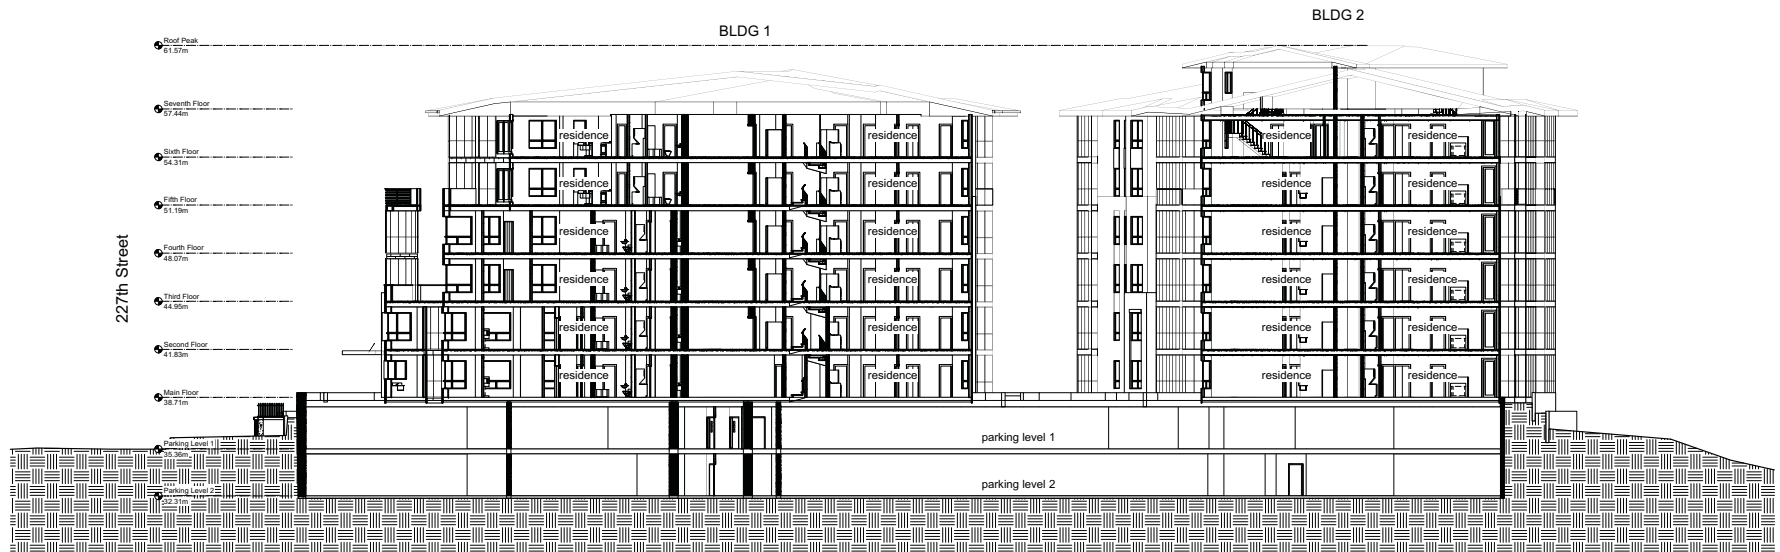 BLDG 1
BLDG 2
Roof Peak
61.57m
Seventh Floor
57.44m
residence
residence
residence
residence
Sixth Floor
54.31m
residence
residence
residence
residence
Fifth Floor
51.19m
residence
residence
residence
residence
Fourth Floor
48.07m
residence
residence
residence
residence
Third Floor
44.95m
residence
residence
residence
residence
Second Floor
41.83m
residence
residence
residence
residence
Main Floor
38.71m
227th Street
parking level 1
Parking Level 1
35.36m
parking level 2
Parking Level 2
32.31m